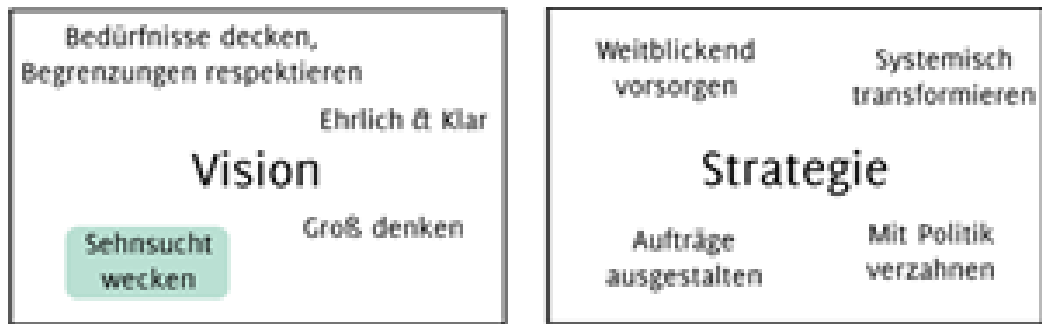 Bedürfnisse decken,
Begrenzungen respektieren
Ehrlich & Klar
Vision
Groß denken
Sehnsucht
wecken
Weitblickend
vorsorgen
Systemisch
transformieren
Strategie
Aufträge
ausgestalten
Mit Politik
verzahnen